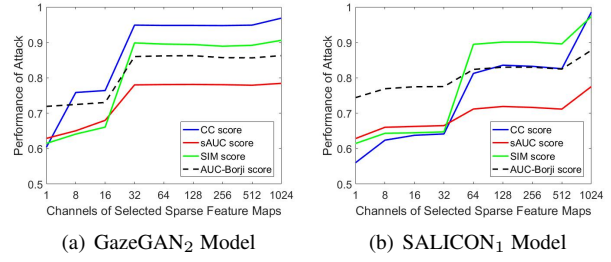 Performance of Attack
1
0.9
0.8
0.7
0.6
0.5
CC score
sAUC score
SIM score
AUC-Borji score
1 8 16 32 64 128 256 512 1024
Channels of Selected Sparse Feature Maps
(a) GazeGAN₂ Model
Performance of Attack
1
0.9
0.8
0.7
0.6
0.5
CC score
sAUC score
SIM score
AUC-Borji score
1 8 16 32 64 128 256 512 1024
Channels of Selected Sparse Feature Maps
(b) SALICON₁ Model